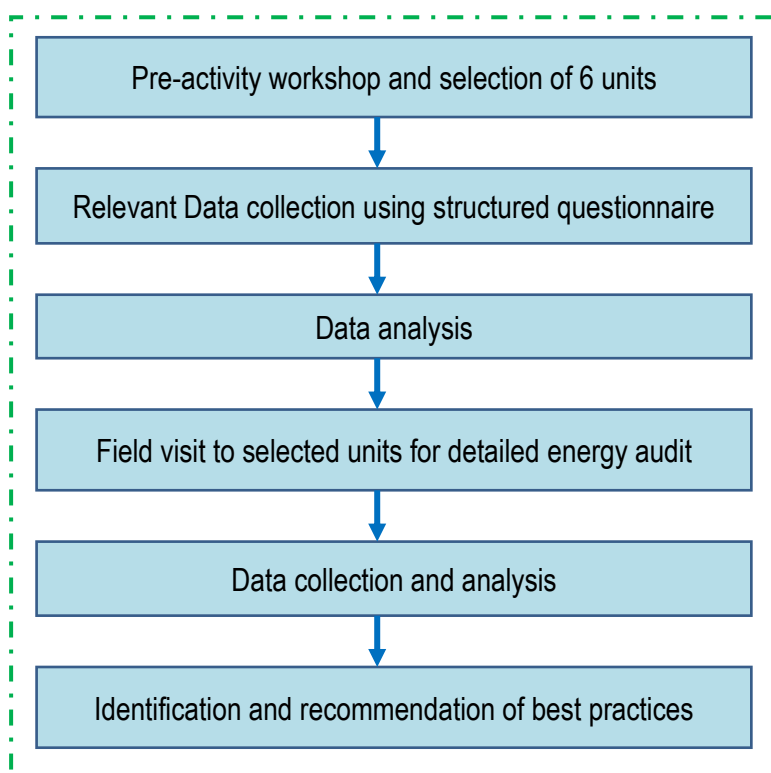 Pre-activity workshop and selection of 6 units
Relevant Data collection using structured questionnaire
Data analysis
Field visit to selected units for detailed energy audit
Data collection and analysis
Identification and recommendation of best practices